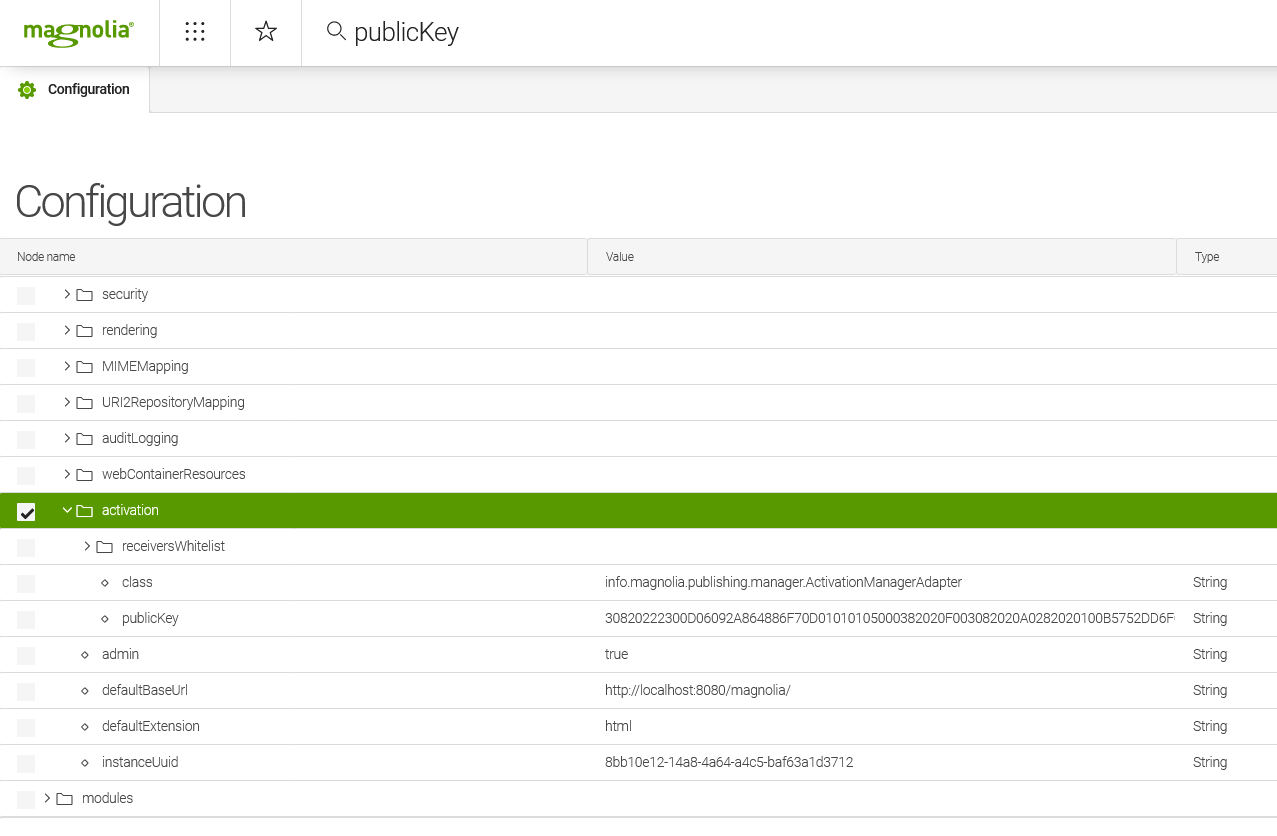 magnolia®
publicKey
Configuration
Configuration
Node name Value Type
security
rendering
MIMEMapping
URI2RepositoryMapping
auditLogging
webContainerResources
activation
receiversWhitelist
class info.magnolia.publishing.manager.ActivationManagerAdapter String
publicKey 30820222300D06092A864886F70D01010105000382020F003082020A0282020100B5752DD6F String
admin true String
defaultBaseUrl http://localhost:8080/magnolia/ String
defaultExtension html String
instanceUuid 8bb10e12-14a8-4a64-a4c5-baf63a1d3712 String
modules